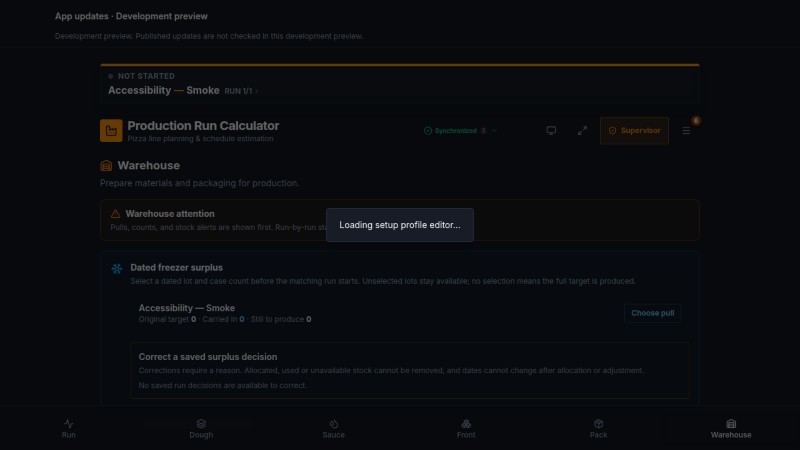 App updates · Development preview
Development preview. Published updates are not checked in this development preview.
NOT STARTED
Accessibility — Smoke RUN 1/1 ›
Production Run Calculator
Pizza line planning & schedule estimation
Synchronized
Supervisor
6
Warehouse
Prepare materials and packaging for production.
Warehouse attention
Pulls, counts, and stock alerts are shown first. Run-by-run
Loading setup profile editor...
Dated freezer surplus
Select a dated lot and case count before the matching run starts. Unselected lots stay available; no selection means the full target is produced.
Accessibility — Smoke
Original target 0 · Carried in 0 · Still to produce 0
Choose pull
Correct a saved surplus decision
Corrections require a reason. Allocated, used or unavailable stock cannot be removed, and dates cannot change after allocation or adjustment.
No saved run decisions are available to correct.
Run
Dough
Sauce
Front
Pack
Warehouse